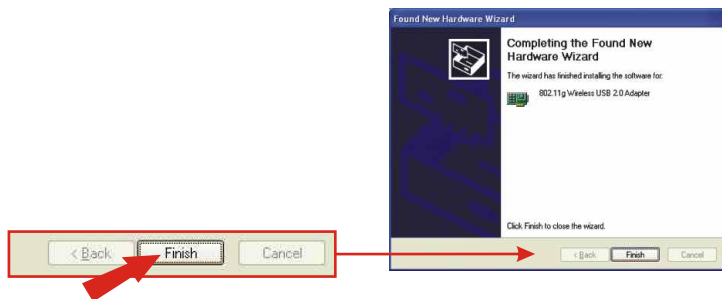 Found New Hardware Wizard
Completing the Found New
Hardware Wizard
The wizard has finished installing the software for:
802.11g Wireless USB 2.0 Adapter
Click Finish to close the wizard.
< Back Finish Cancel
< Back Finish Cancel